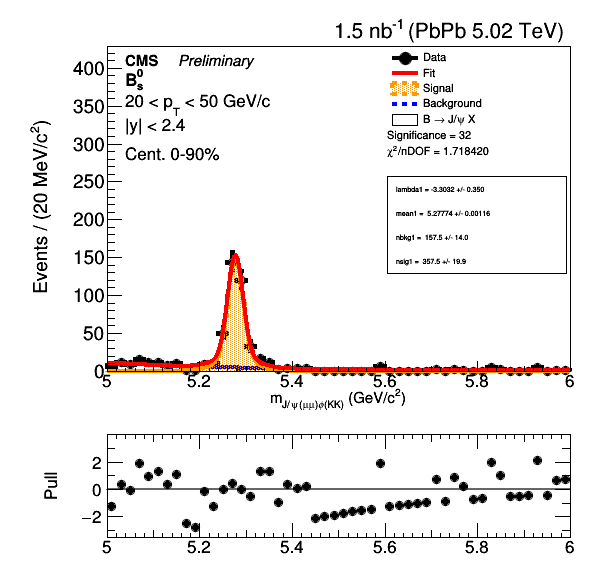 1.5 nb⁻¹ (PbPb 5.02 TeV)
CMS Preliminary
B⁰ₛ
20 < p_T < 50 GeV/c
|y| < 2.4
Cent. 0-90%
Data
Fit
Signal
Background
B → J/ψ X
Significance = 32
χ²/nDOF = 1.718420
lambda1 = -3.3032 +/- 0.350
mean1 = 5.27774 +/- 0.00116
nbkg1 = 157.5 +/- 14.0
nsig1 = 357.5 +/- 19.9
Events / (20 MeV/c²)
400
350
300
250
200
150
100
50
0
5 5.2 5.4 5.6 5.8 6
m_J/ψ(μμ)φ(KK) (GeV/c²)
Pull
2
0
−2
5 5.2 5.4 5.6 5.8 6